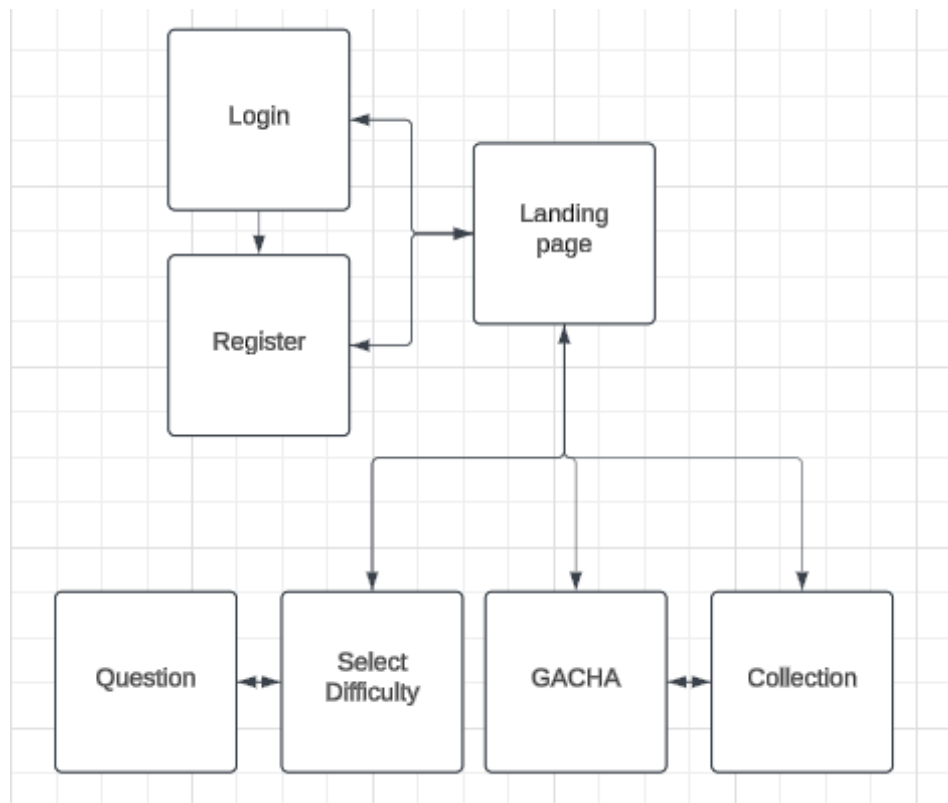 Login
Landing
page
Register
Question
Select
Difficulty
GACHA
Collection